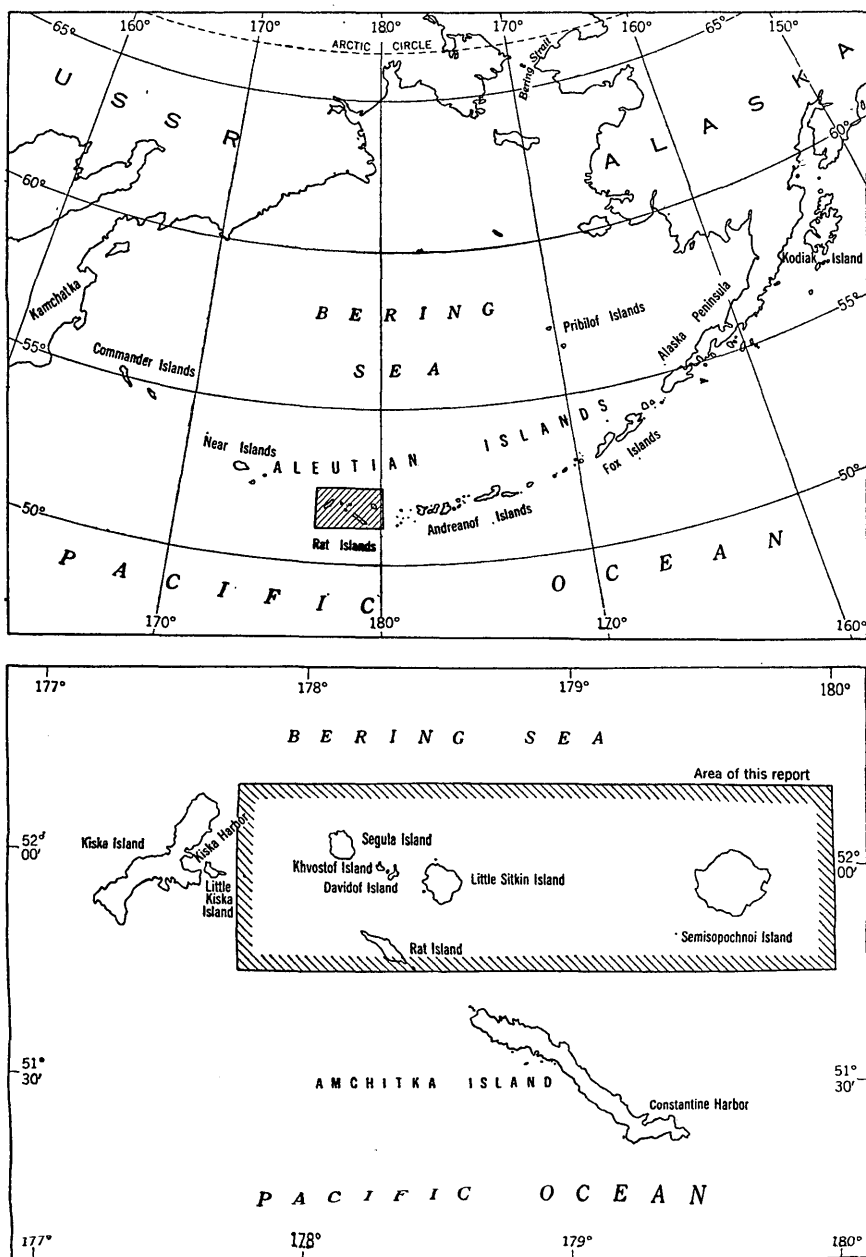 160° 170° 180° 170° 160° 65° 150°
65°
ARCTIC CIRCLE
Bering Strait
U S S R
A L A S K A
60°
60°
Kodiak Island
Kamchatka
B E R I N G
S E A
Pribilof Islands
Alaska Peninsula
55°
55°
Commander Islands
Near Islands
A L E U T I A N I S L A N D S
Fox Islands
50°
50°
Andreanof Islands
Rat Islands
P A C I F I C O C E A N
170° 180° 170° 160°
177° 178° 179° 180°
B E R I N G S E A
Area of this report
52°
00'
52°
00'
Kiska Island
Kiska Harbor
Segula Island
Khvostof Island
Davidof Island
Little Sitkin Island
Little
Kiska
Island
Rat Island
Semisopochnoi Island
51°
30'
51°
30'
A M C H I T K A I S L A N D
Constantine Harbor
P A C I F I C O C E A N
177° 178° 179° 180°